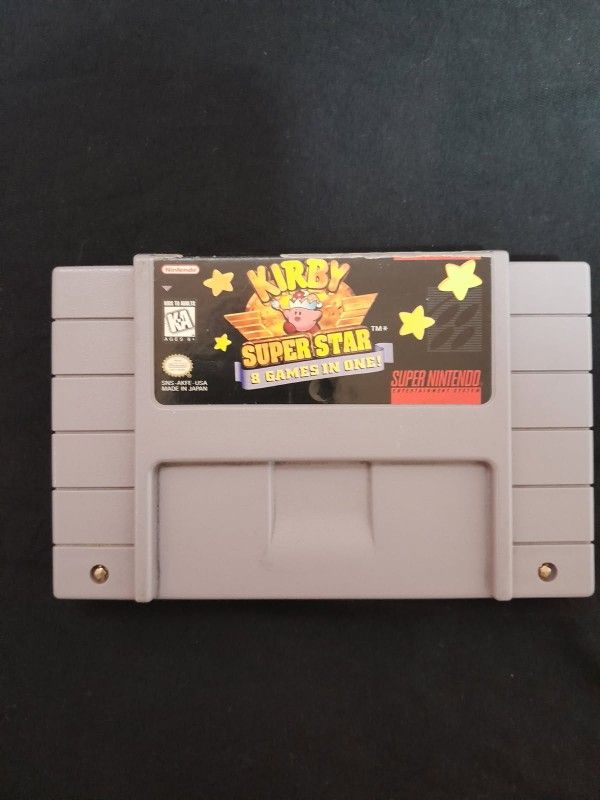 Nintendo
KIRBY
KIDS TO ADULTS
K-A
AGES 6+
SUPER STAR
TM*
8 GAMES IN ONE!
SNS-AKFE-USA
MADE IN JAPAN
SUPER NINTENDO
ENTERTAINMENT SYSTEM